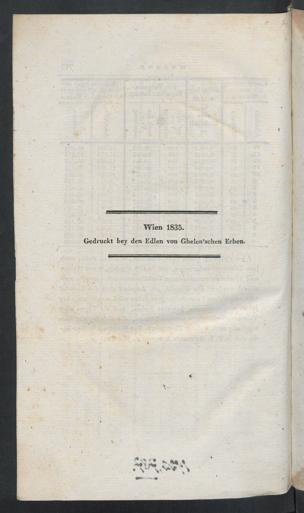 Wien 1835.
Gedruckt bey den Edlen von Ghelen'schen Erben.